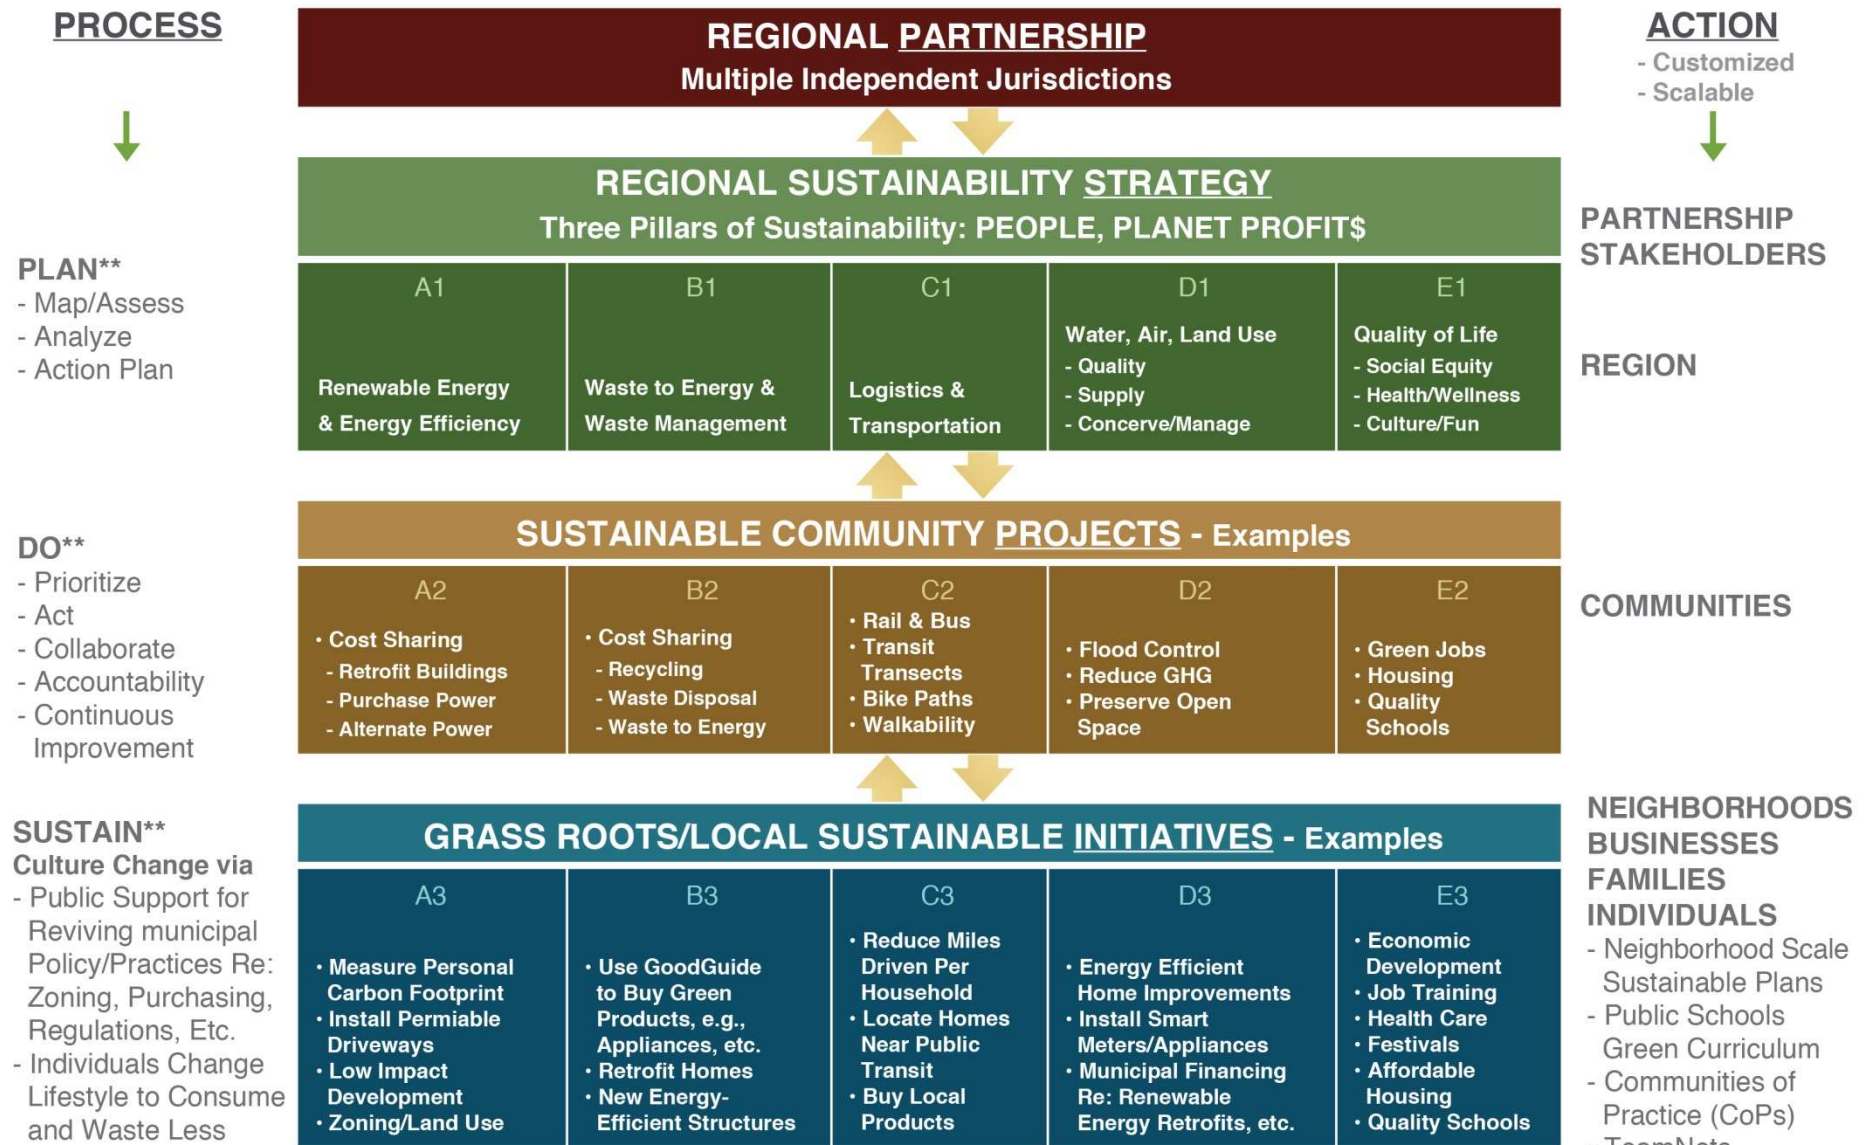 PROCESS
REGIONAL PARTNERSHIP
Multiple Independent Jurisdictions
ACTION
- Customized
- Scalable
REGIONAL SUSTAINABILITY STRATEGY
Three Pillars of Sustainability: PEOPLE, PLANET PROFIT$
PARTNERSHIP
STAKEHOLDERS
PLAN**
- Map/Assess
- Analyze
- Action Plan
A1
Renewable Energy
& Energy Efficiency
B1
Waste to Energy &
Waste Management
C1
Logistics &
Transportation
D1
Water, Air, Land Use
- Quality
- Supply
- Concerve/Manage
E1
Quality of Life
- Social Equity
- Health/Wellness
- Culture/Fun
REGION
SUSTAINABLE COMMUNITY PROJECTS - Examples
DO**
- Prioritize
- Act
- Collaborate
- Accountability
- Continuous
Improvement
A2
• Cost Sharing
- Retrofit Buildings
- Purchase Power
- Alternate Power
B2
• Cost Sharing
- Recycling
- Waste Disposal
- Waste to Energy
C2
• Rail & Bus
• Transit
Transects
• Bike Paths
• Walkability
D2
• Flood Control
• Reduce GHG
• Preserve Open
Space
E2
• Green Jobs
• Housing
• Quality
Schools
COMMUNITIES
GRASS ROOTS/LOCAL SUSTAINABLE INITIATIVES - Examples
SUSTAIN**
Culture Change via
- Public Support for
Reviving municipal
Policy/Practices Re:
Zoning, Purchasing,
Regulations, Etc.
- Individuals Change
Lifestyle to Consume
and Waste Less
A3
• Measure Personal
Carbon Footprint
• Install Permiable
Driveways
• Low Impact
Development
• Zoning/Land Use
B3
• Use GoodGuide
to Buy Green
Products, e.g.,
Appliances, etc.
• Retrofit Homes
• New Energy-
Efficient Structures
C3
• Reduce Miles
Driven Per
Household
• Locate Homes
Near Public
Transit
• Buy Local
Products
D3
• Energy Efficient
Home Improvements
• Install Smart
Meters/Appliances
• Municipal Financing
Re: Renewable
Energy Retrofits, etc.
E3
• Economic
Development
• Job Training
• Health Care
• Festivals
• Affordable
Housing
• Quality Schools
NEIGHBORHOODS
BUSINESSES
FAMILIES
INDIVIDUALS
- Neighborhood Scale
Sustainable Plans
- Public Schools
Green Curriculum
- Communities of
Practice (CoPs)
- TeamNets